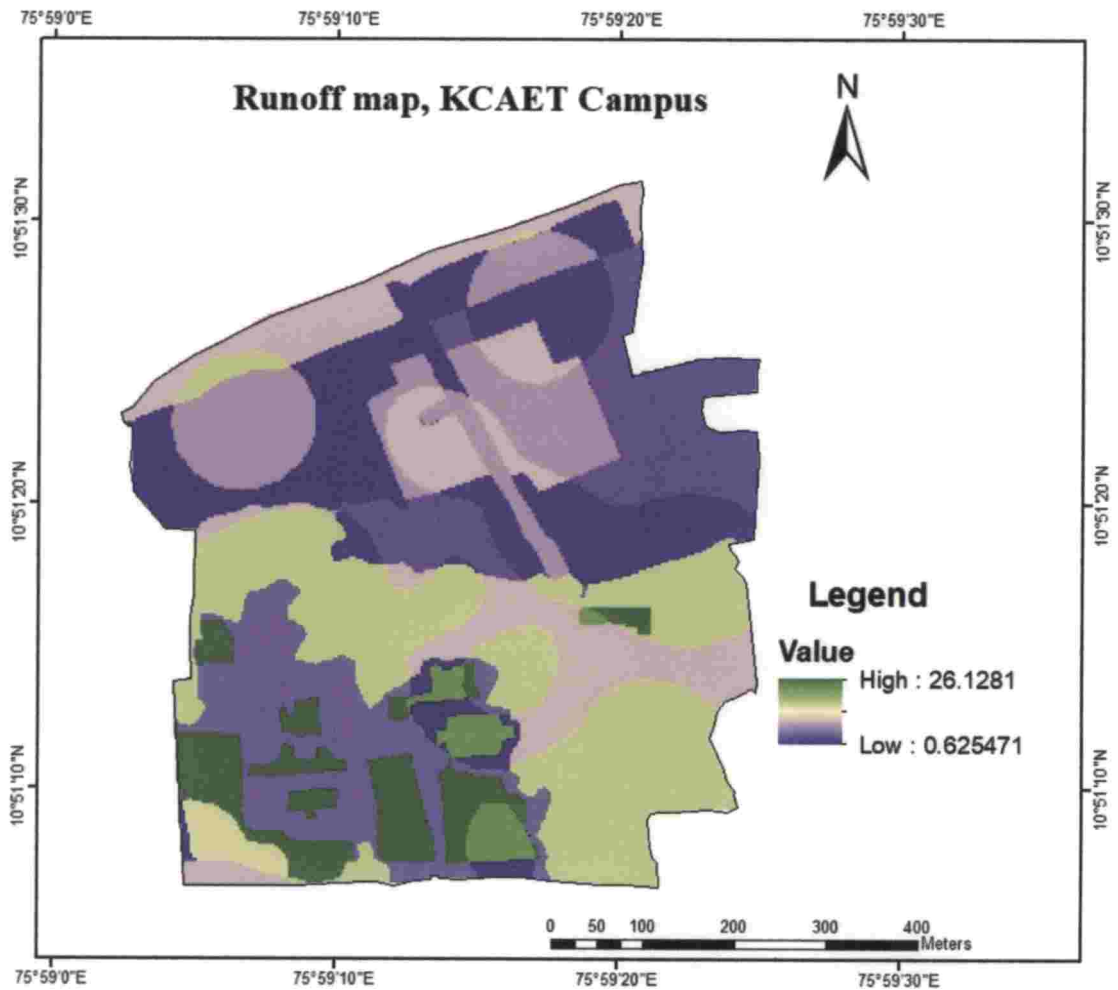 75°59'0"E 75°59'10"E 75°59'20"E 75°59'30"E
Runoff map, KCAET Campus
N
10°51'30"N
10°51'30"N
10°51'20"N
10°51'20"N
Legend
Value
High : 26.1281
Low : 0.625471
10°51'10"N
10°51'10"N
0 50 100 200 300 400
Meters
75°59'0"E 75°59'10"E 75°59'20"E 75°59'30"E